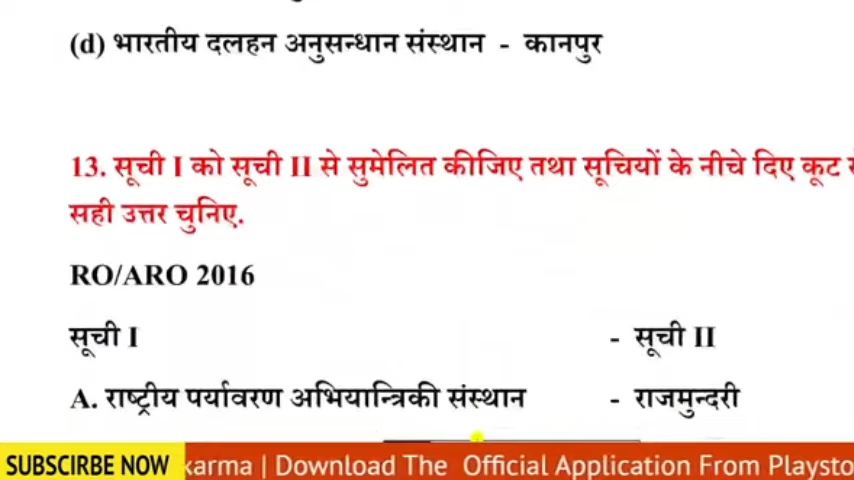 (d) भारतीय दलहन अनुसन्धान संस्थान - कानपुर
13. सूची I को सूची II से सुमेलित कीजिए तथा सूचियों के नीचे दिए कूट
सही उत्तर चुनिए.
RO/ARO 2016
सूची I - सूची II
A. राष्ट्रीय पर्यावरण अभियान्त्रिकी संस्थान - राजमुन्दरी
SUBSCIRBE NOW karma | Download The Official Application From Playsto